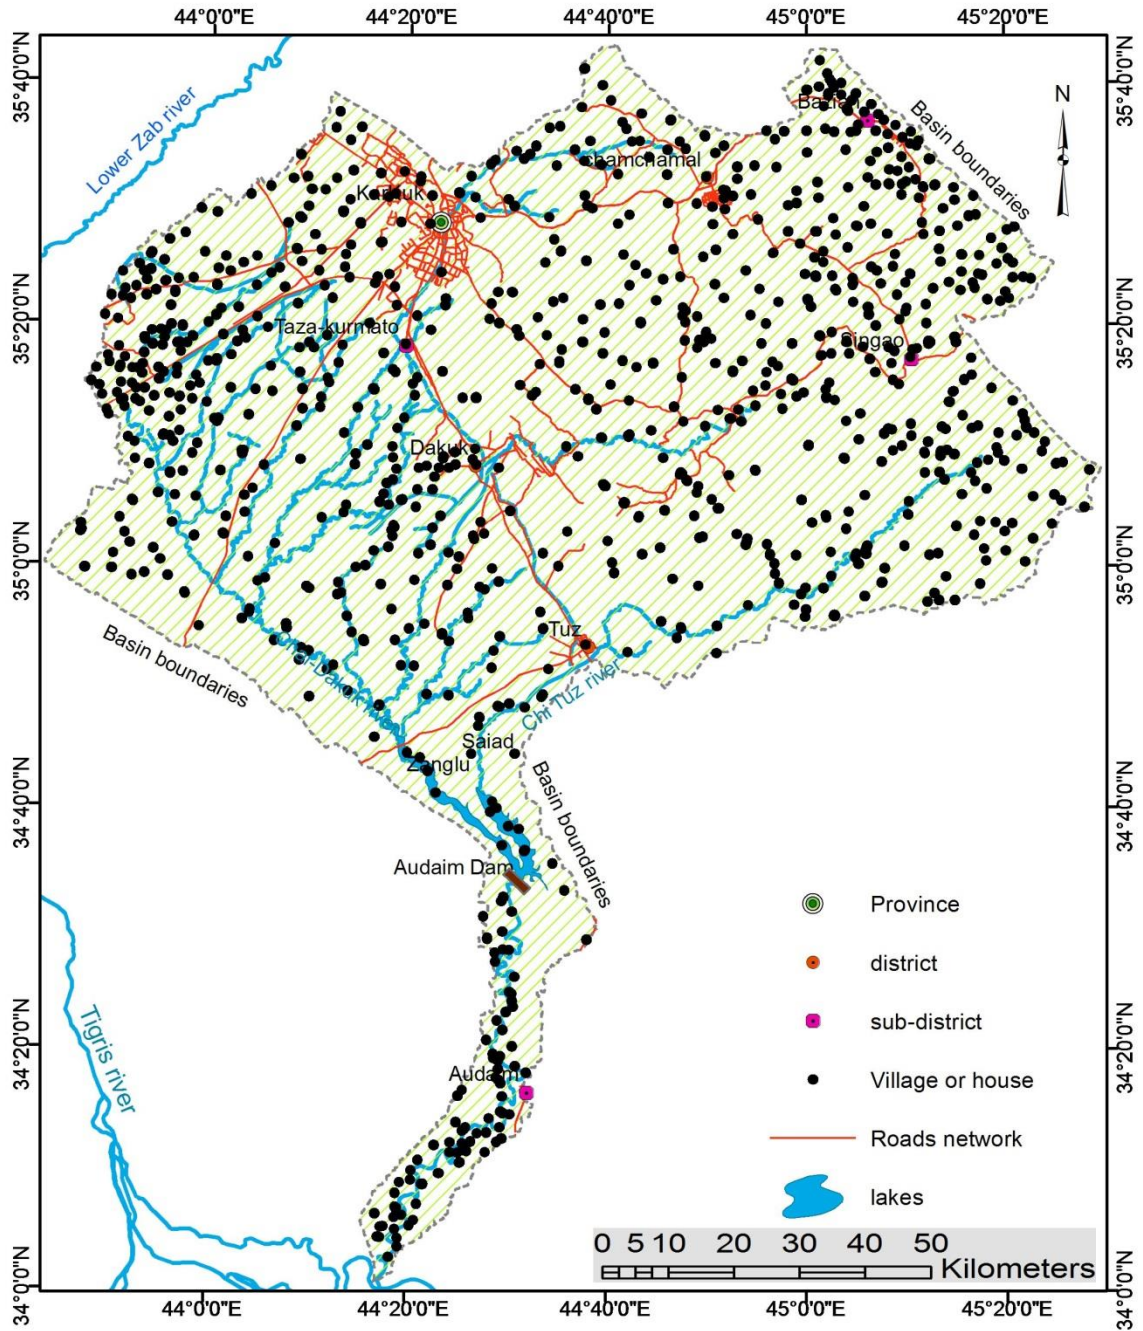 44°0'0"E 44°20'0"E 44°40'0"E 45°0'0"E 45°20'0"E
35°40'0"N
35°40'0"N
N
Lower Zab river
Basin boundaries
chamchamal
35°20'0"N
35°20'0"N
Taza-kurmato
Singao
Dakuk
35°0'0"N
35°0'0"N
Tuz
Basin boundaries
Chi Tuz river
Saiad
Zanglu
Basin boundaries
34°40'0"N
34°40'0"N
Audaim Dam
Province
district
Tigris river
sub-district
34°20'0"N
34°20'0"N
Audaim
Village or house
Roads network
lakes
0 5 10 20 30 40 50
Kilometers
34°0'0"N
34°0'0"N
44°0'0"E 44°20'0"E 44°40'0"E 45°0'0"E 45°20'0"E